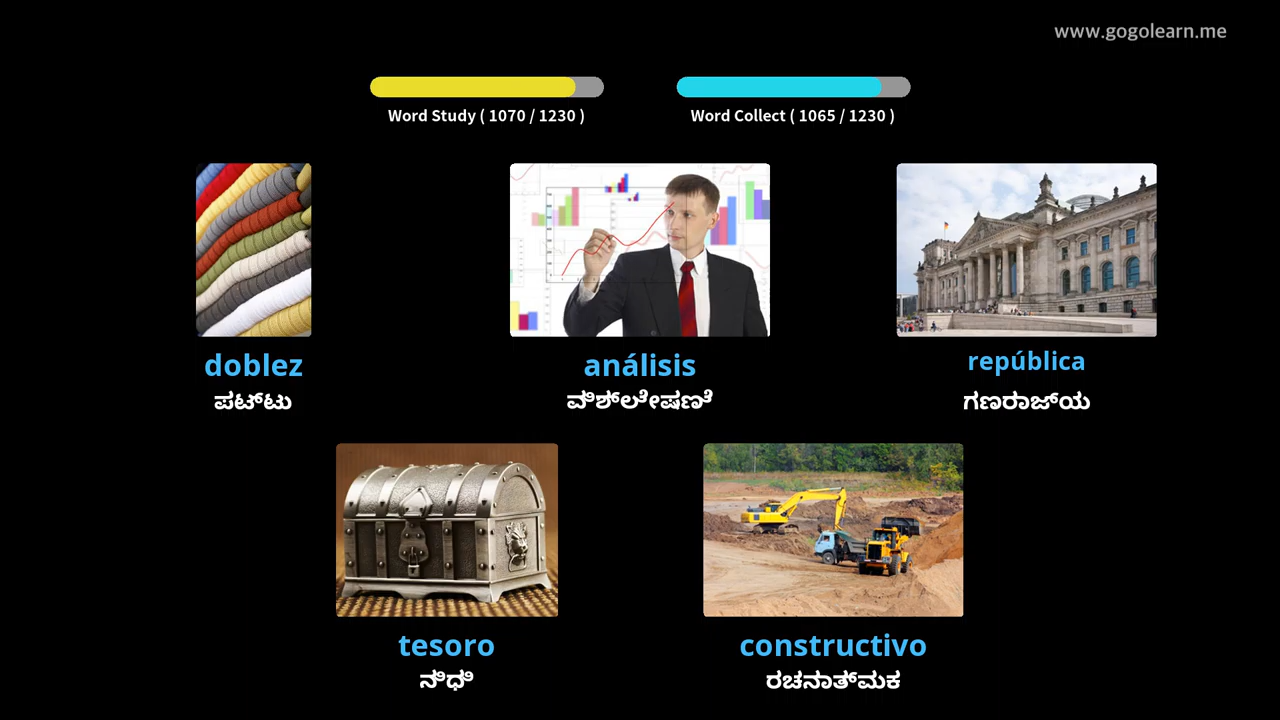 www.gogolearn.me
Word Study ( 1070 / 1230 )
Word Collect ( 1065 / 1230 )
doblez
ಪಟ್ಟು
análisis
ವಿಶ್ಲೇಷಣೆ
república
ಗಣರಾಜ್ಯ
tesoro
ನಿಧಿ
constructivo
ರಚನಾತ್ಮಕ